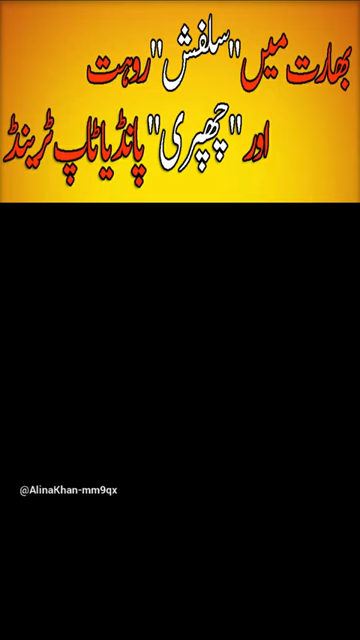 بھارت میں "سلفش" روہت
اور "چھپری" پانڈیا ٹاپ ٹرینڈ
@AlinaKhan-mm9qx